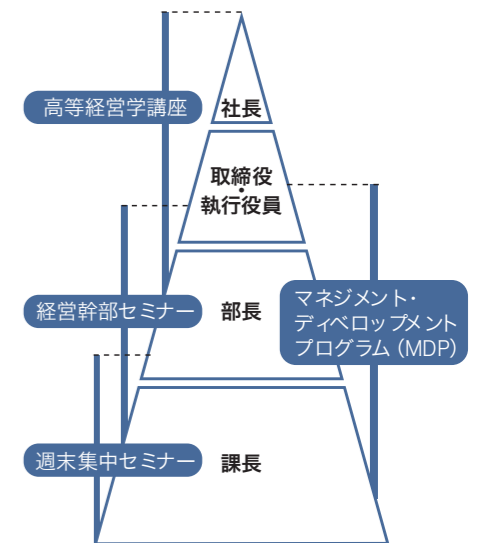 高等経営学講座
社長
取締役
・
執行役員
経営幹部セミナー
部長
マネジメント・
ディベロップメント
プログラム（MDP）
週末集中セミナー
課長